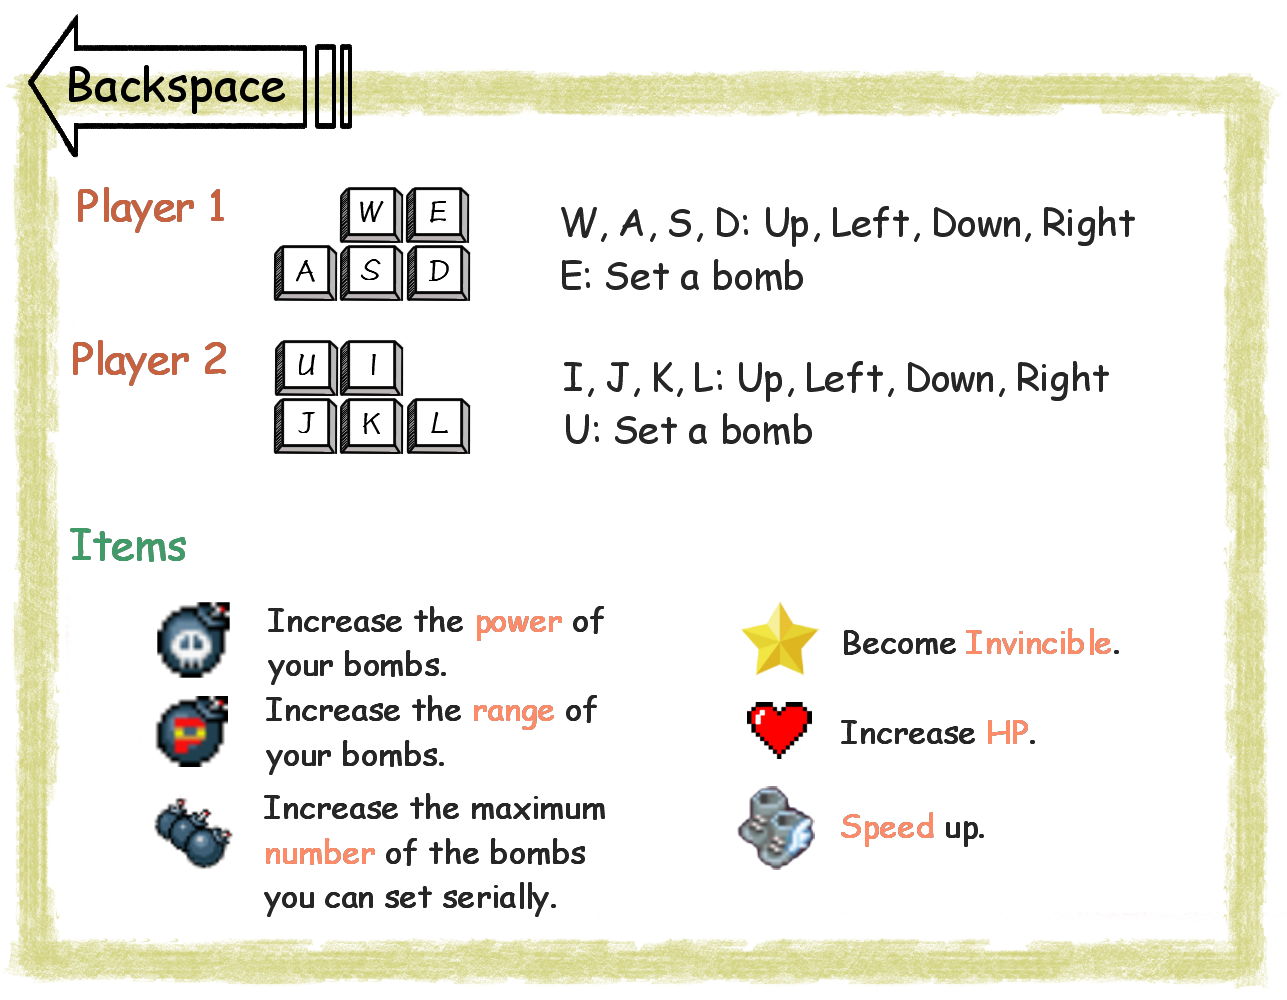 Backspace
Player 1
W E
A S D
W, A, S, D: Up, Left, Down, Right
E: Set a bomb
Player 2
U I
J K L
I, J, K, L: Up, Left, Down, Right
U: Set a bomb
Items
Increase the power of
your bombs.
Increase the range of
your bombs.
Increase the maximum
number of the bombs
you can set serially.
Become Invincible.
Increase HP.
Speed up.